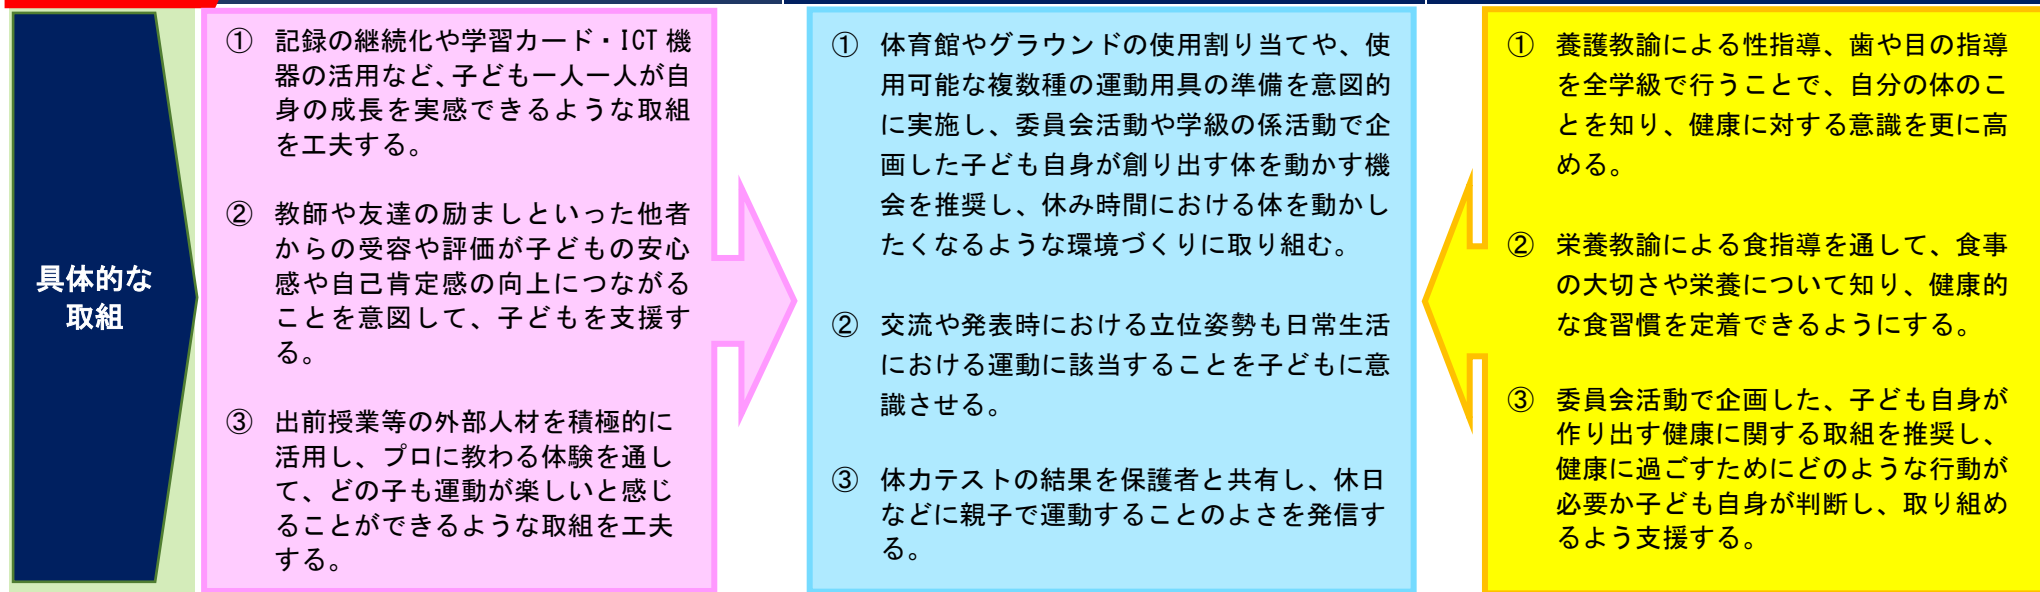 具体的な
取組
① 記録の継続化や学習カード・ICT 機
器の活用など、子ども一人一人が自
身の成長を実感できるような取組
を工夫する。
② 教師や友達の励ましといった他者
からの受容や評価が子どもの安心
感や自己肯定感の向上につながる
ことを意図して、子どもを支援す
る。
③ 出前授業等の外部人材を積極的に
活用し、プロに教わる体験を通し
て、どの子も運動が楽しいと感じ
ることができるような取組を工夫
する。
① 体育館やグラウンドの使用割り当てや、使
用可能な複数種の運動用具の準備を意図的
に実施し、委員会活動や学級の係活動で企
画した子ども自身が創り出す体を動かす機
会を推奨し、休み時間における体を動かし
たくなるような環境づくりに取り組む。
② 交流や発表時における立位姿勢も日常生活
における運動に該当することを子どもに意
識させる。
③ 体力テストの結果を保護者と共有し、休日
などに親子で運動することのよさを発信す
る。
① 養護教諭による性指導、歯や目の指導
を全学級で行うことで、自分の体のこ
とを知り、健康に対する意識を更に高
める。
② 栄養教諭による食指導を通して、食事
の大切さや栄養について知り、健康的
な食習慣を定着できるようにする。
③ 委員会活動で企画した、子ども自身が
作り出す健康に関する取組を推奨し、
健康に過ごすためにどのような行動が
必要か子ども自身が判断し、取り組め
るよう支援する。